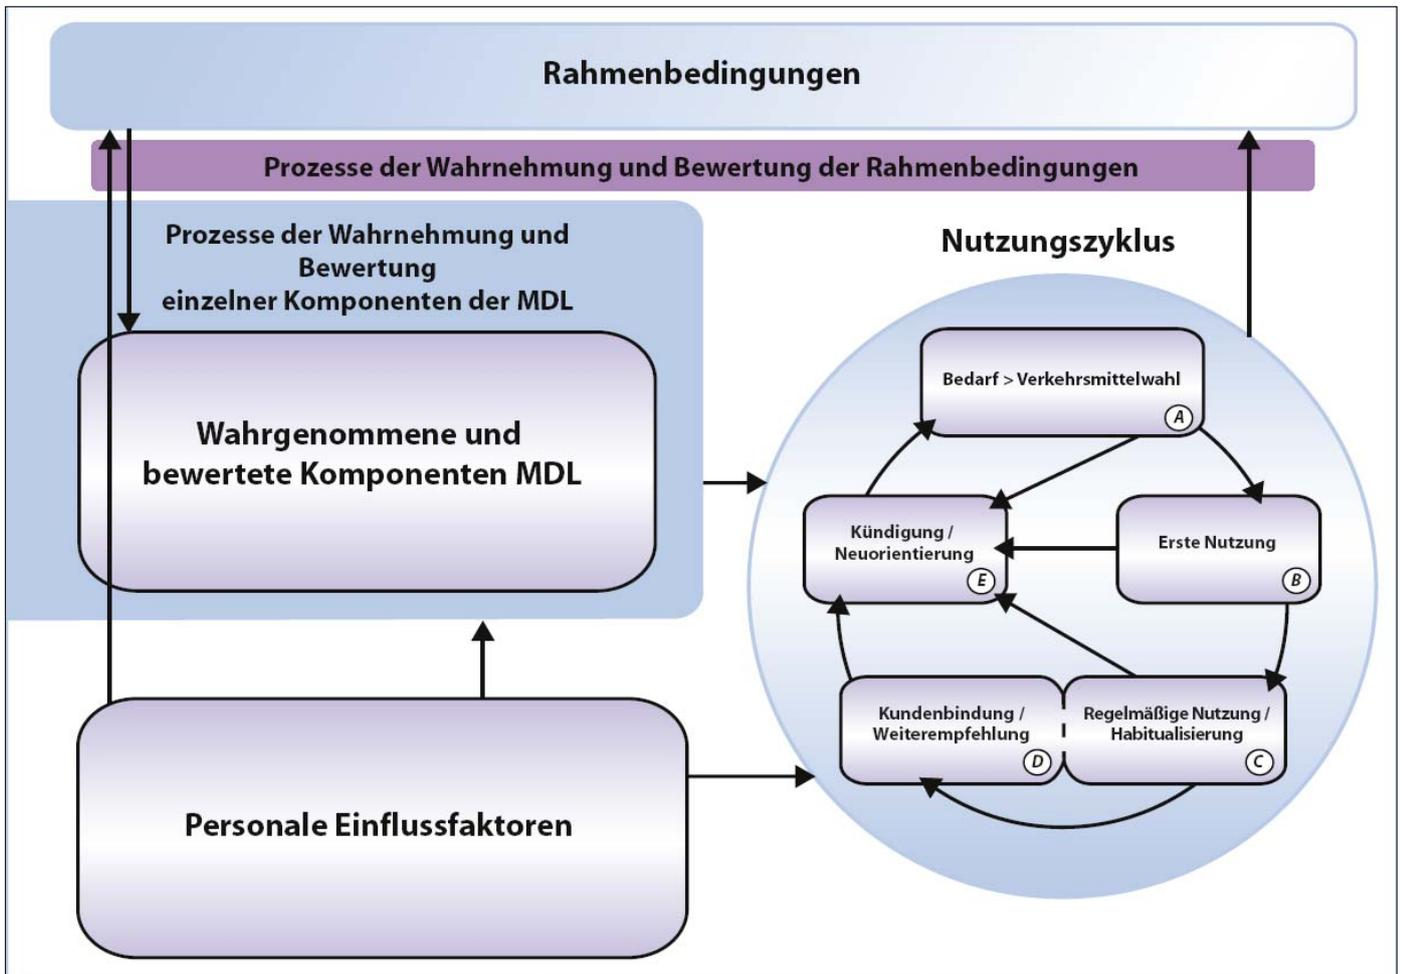 Rahmenbedingungen
Prozesse der Wahrnehmung und Bewertung der Rahmenbedingungen
Prozesse der Wahrnehmung und
Bewertung
einzelner Komponenten der MDL
Wahrgenommene und
bewertete Komponenten MDL
Personale Einflussfaktoren
Nutzungszyklus
Bedarf > Verkehrsmittelwahl
A
Kündigung /
Neuorientierung
E
Erste Nutzung
B
Kundenbindung /
Weiterempfehlung
D
Regelmäßige Nutzung /
Habitualisierung
C